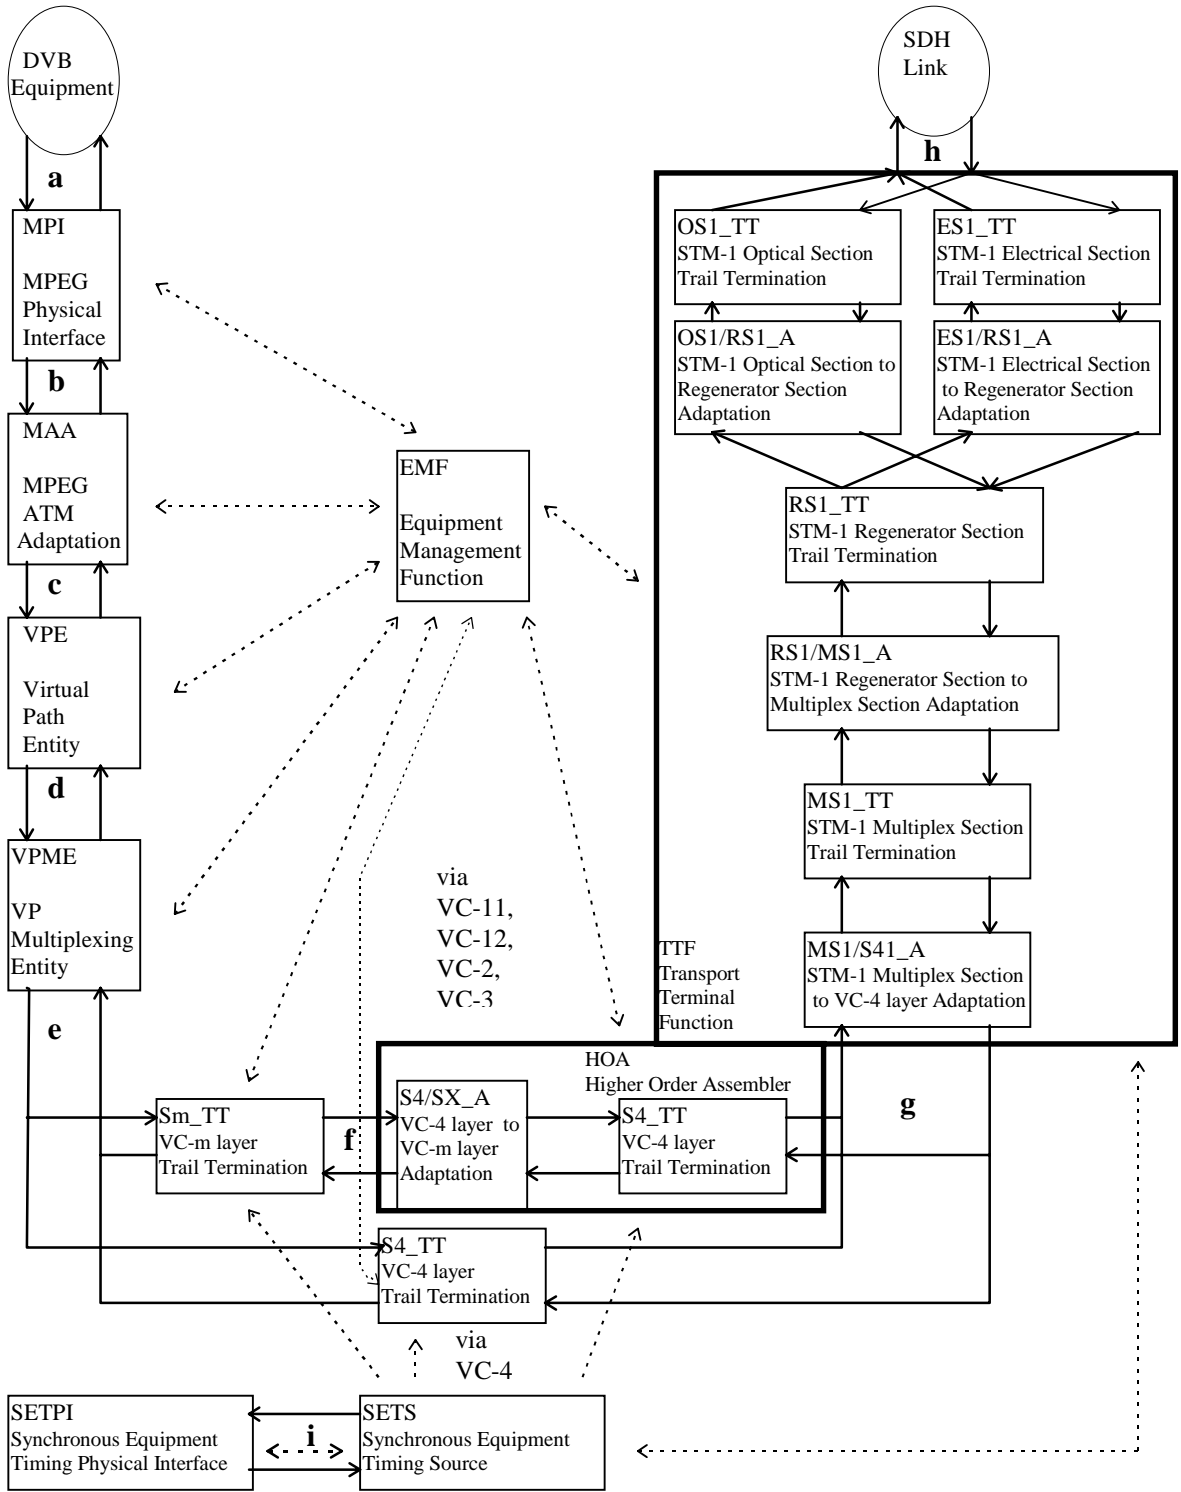 DVB
Equipment
SDH
Link
a
h
MPI
MPEG
Physical
Interface
b
MAA
MPEG
ATM
Adaptation
c
VPE
Virtual
Path
Entity
d
VPME
VP
Multiplexing
Entity
e
EMF
Equipment
Management
Function
OS1_TT
STM-1 Optical Section
Trail Termination
ES1_TT
STM-1 Electrical Section
Trail Termination
OS1/RS1_A
STM-1 Optical Section to
Regenerator Section
Adaptation
ES1/RS1_A
STM-1 Electrical Section
to Regenerator Section
Adaptation
RS1_TT
STM-1 Regenerator Section
Trail Termination
RS1/MS1_A
STM-1 Regenerator Section to
Multiplex Section Adaptation
MS1_TT
STM-1 Multiplex Section
Trail Termination
MS1/S41_A
STM-1 Multiplex Section
to VC-4 layer Adaptation
TTF
Transport
Terminal
Function
via
VC-11,
VC-12,
VC-2,
VC-3
HOA
Higher Order Assembler
Sm_TT
VC-m layer
Trail Termination
f
S4/SX_A
VC-4 layer to
VC-m layer
Adaptation
S4_TT
VC-4 layer
Trail Termination
g
S4_TT
VC-4 layer
Trail Termination
via
VC-4
SETPI
Synchronous Equipment
Timing Physical Interface
i
SETS
Synchronous Equipment
Timing Source